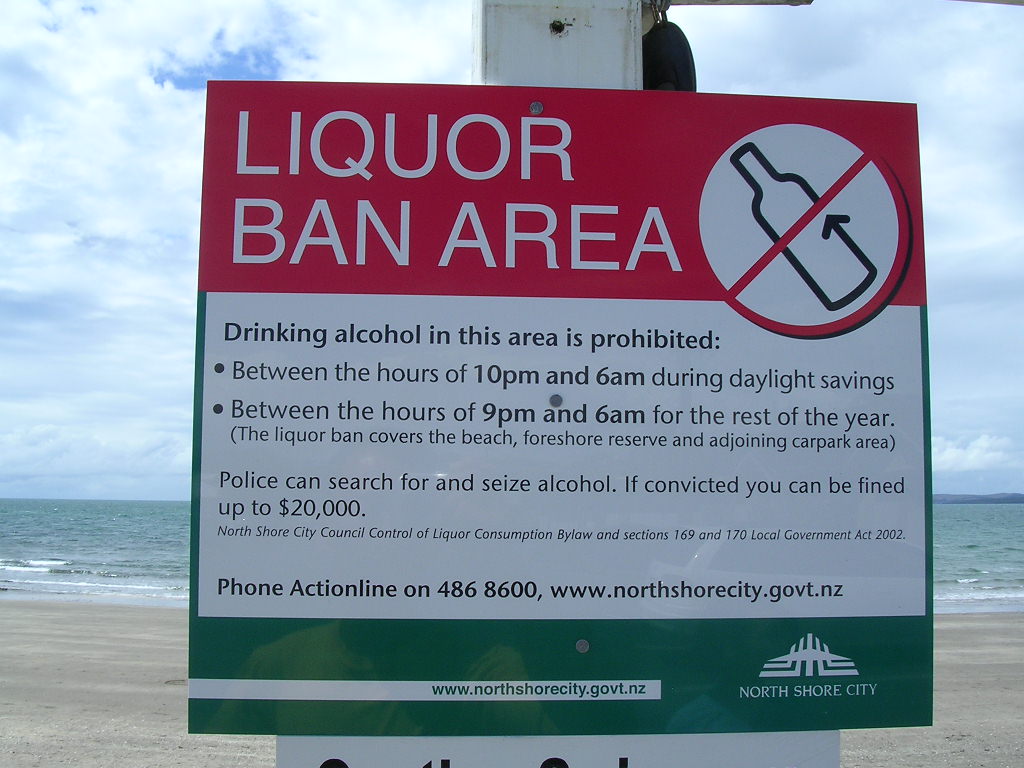 LIQUOR
BAN AREA
Drinking alcohol in this area is prohibited:
• Between the hours of 10pm and 6am during daylight savings
• Between the hours of 9pm and 6am for the rest of the year.
(The liquor ban covers the beach, foreshore reserve and adjoining carpark area)
Police can search for and seize alcohol. If convicted you can be fined
up to $20,000.
North Shore City Council Control of Liquor Consumption Bylaw and sections 169 and 170 Local Government Act 2002.
Phone Actionline on 486 8600, www.northshorecity.govt.nz
www.northshorecity.govt.nz
NORTH SHORE CITY